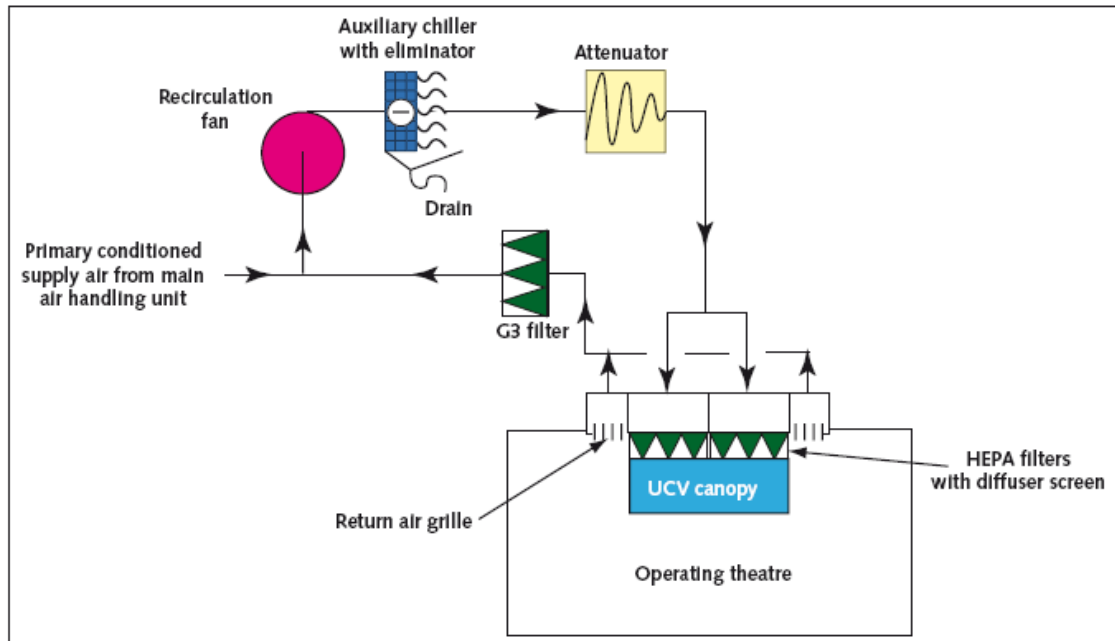 Auxiliary chiller
with eliminator
Attenuator
Recirculation
fan
Drain
Primary conditioned
supply air from main
air handling unit
G3 filter
HEPA filters
with diffuser screen
UCV canopy
Return air grille
Operating theatre